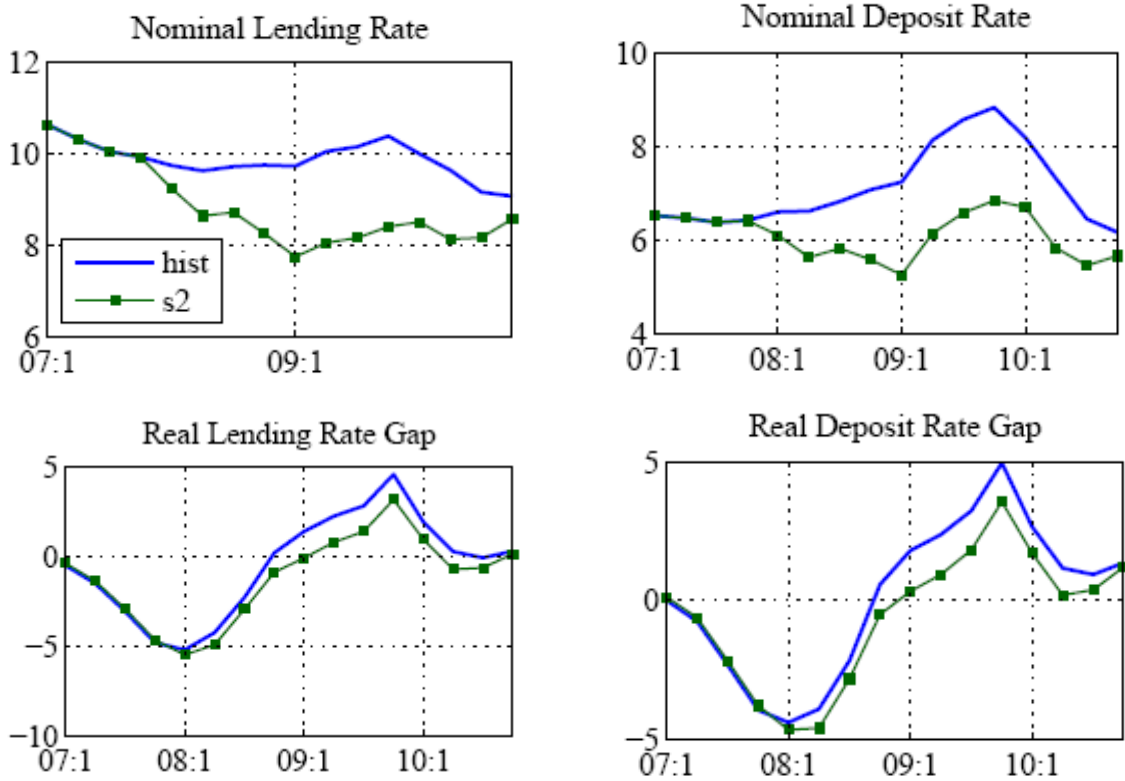 Nominal Lending Rate
12
10
8
6
hist
s2
07:1 09:1
Nominal Deposit Rate
10
8
6
4
07:1 08:1 09:1 10:1
Real Lending Rate Gap
5
0
−5
−10
07:1 08:1 09:1 10:1
Real Deposit Rate Gap
5
0
−5
07:1 08:1 09:1 10:1